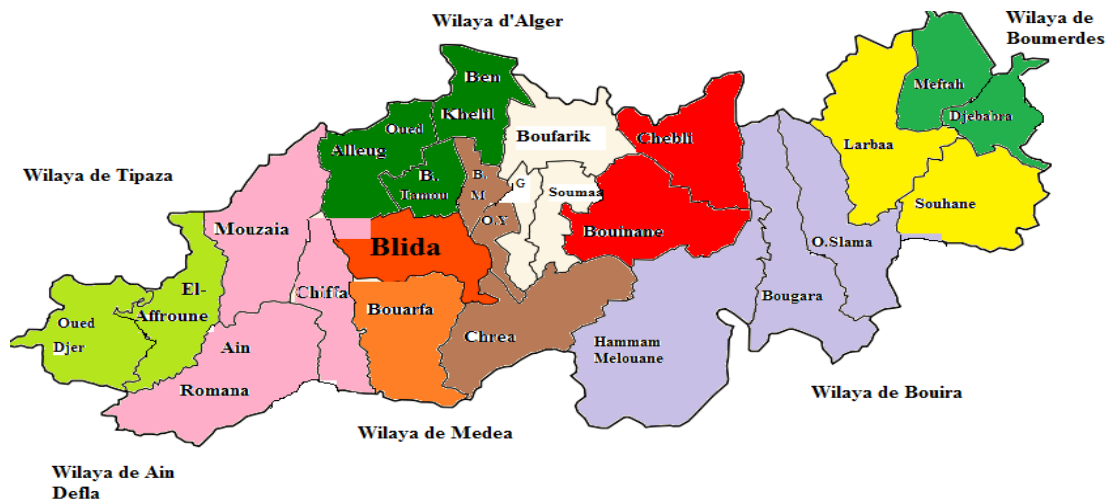 Wilaya d'Alger
Wilaya de
Boumerdes
Ben
Khelil
Meftah
Djebabra
Oued
Alleug
Boufarik
Chebli
Larbaa
B.
Tamou
B.
M
G
Soumaa
Wilaya de Tipaza
Souhane
Mouzaia
O.Y
Bouinane
O.Slama
Blida
El-
Affroune
Chiffa
Bouarfa
Bougara
Oued
Djer
Ain
Romana
Chrea
Hammam
Melouane
Wilaya de Bouira
Wilaya de Medea
Wilaya de Ain
Defla